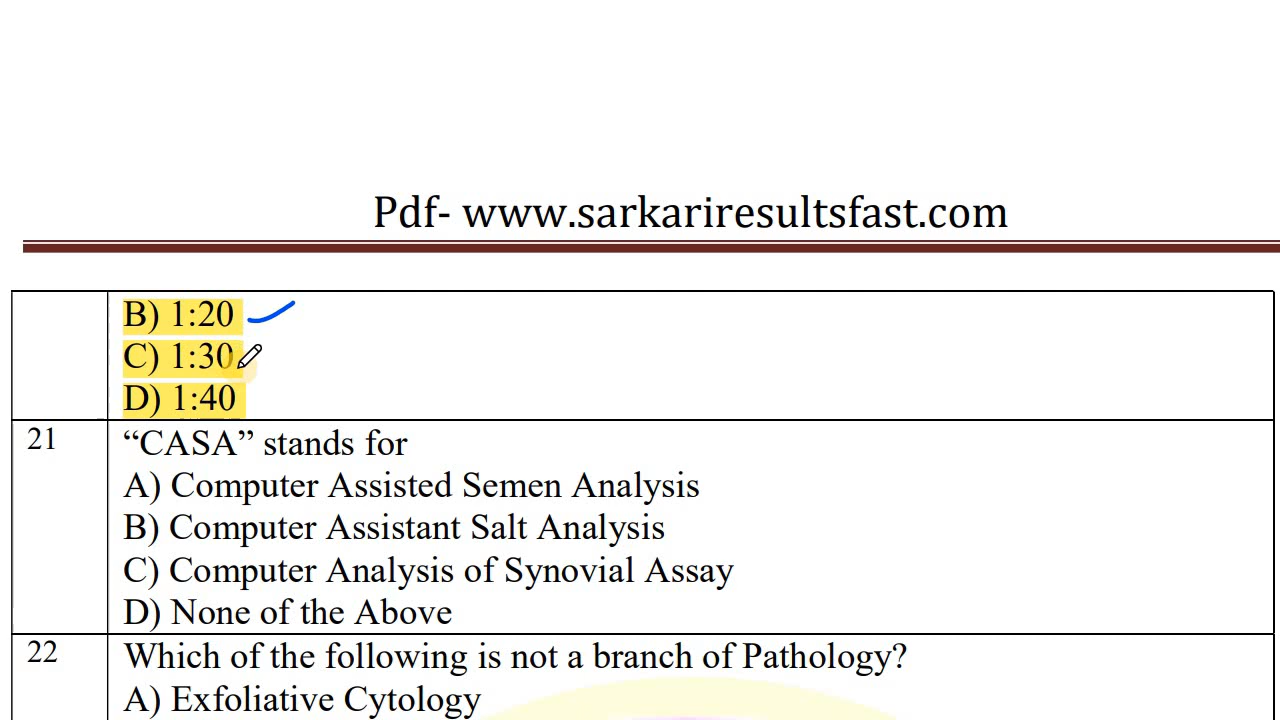 Pdf- www.sarkariresultsfast.com
B) 1:20
C) 1:30
D) 1:40
21
“CASA” stands for
A) Computer Assisted Semen Analysis
B) Computer Assistant Salt Analysis
C) Computer Analysis of Synovial Assay
D) None of the Above
22
Which of the following is not a branch of Pathology?
A) Exfoliative Cytology